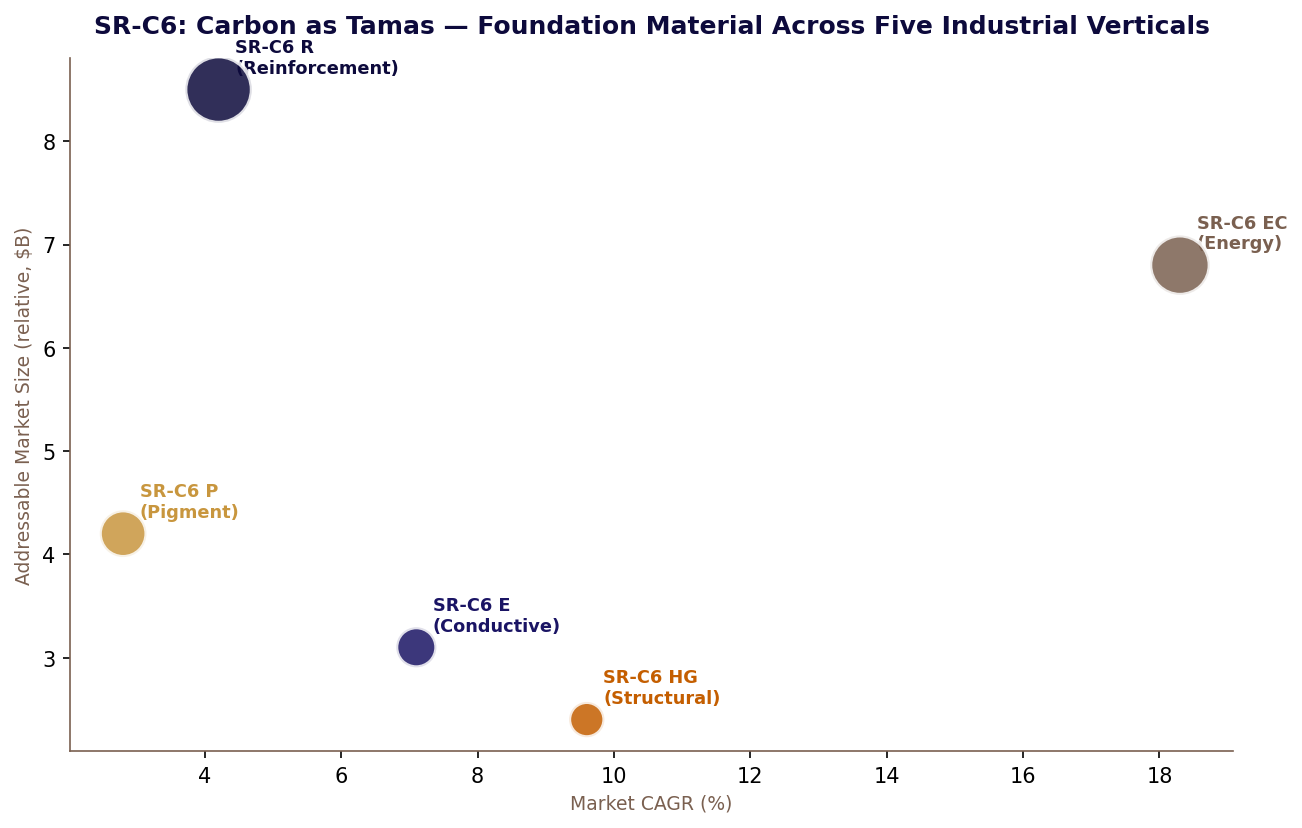 SR-C6: Carbon as Tamas — Foundation Material Across Five Industrial Verticals
SR-C6 R
(Reinforcement)
SR-C6 EC
(Energy)
SR-C6 P
(Pigment)
SR-C6 E
(Conductive)
SR-C6 HG
(Structural)
Addressable Market Size (relative, $B)
8
7
6
5
4
3
4 6 8 10 12 14 16 18
Market CAGR (%)